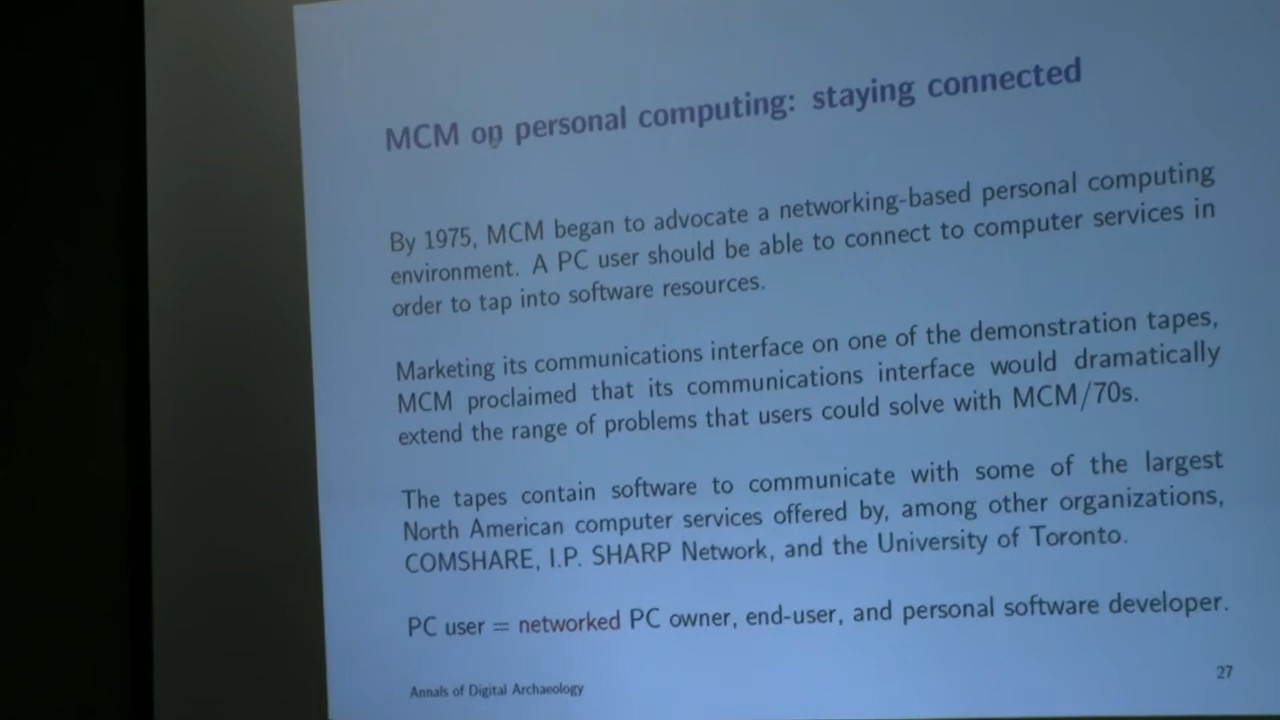 MCM on personal computing: staying connected
By 1975, MCM began to advocate a networking-based personal computing
environment. A PC user should be able to connect to computer services in
order to tap into software resources.
Marketing its communications interface on one of the demonstration tapes,
MCM proclaimed that its communications interface would dramatically
extend the range of problems that users could solve with MCM/70s.
The tapes contain software to communicate with some of the largest
North American computer services offered by, among other organizations,
COMSHARE, I.P. SHARP Network, and the University of Toronto.
PC user = networked PC owner, end-user, and personal software developer.
Annals of Digital Archaeology
27